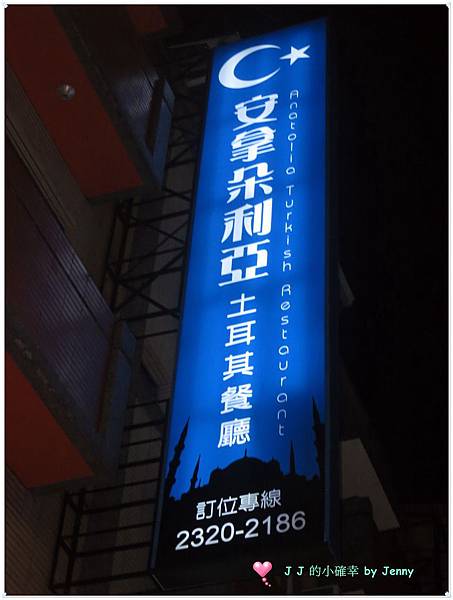 安拿朵利亞
土耳其餐廳
Anatolia Turkish Restaurant
訂位專線
2320-2186
J J 的小確幸 by Jenny